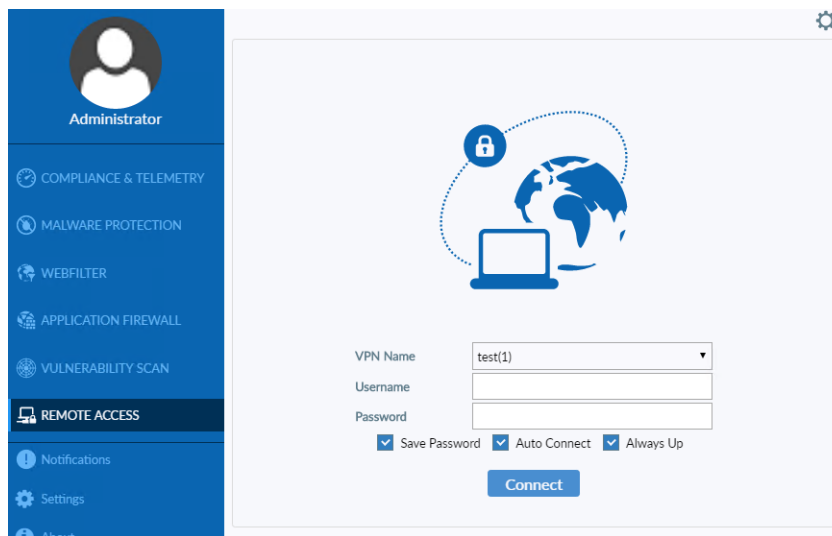 Administrator
COMPLIANCE & TELEMETRY
MALWARE PROTECTION
WEBFILTER
APPLICATION FIREWALL
VULNERABILITY SCAN
REMOTE ACCESS
Notifications
Settings
About
VPN Name test(1)
Username
Password
Save Password Auto Connect Always Up
Connect